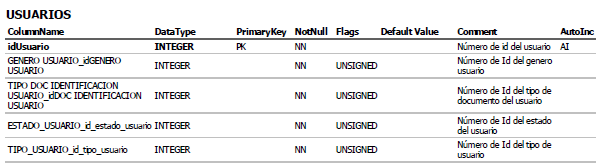 USUARIOS
ColumnName DataType PrimaryKey NotNull Flags Default Value Comment AutoInc
idUsuario INTEGER PK NN Número de id del usuario AI
GENERO USUARIO_idGENERO
USUARIO INTEGER NN UNSIGNED Número de Id del genero
usuario
TIPO DOC IDENTIFICACION
USUARIO_idDOC IDENTIFICACION
USUARIO INTEGER NN UNSIGNED Número de Id del tipo de
documento del usuario
ESTADO_USUARIO_id_estado_usuario INTEGER NN UNSIGNED Número de Id del estado
del usuario
TIPO_USUARIO_id_tipo_usuario INTEGER NN UNSIGNED Número de Id del tipo de
usuario